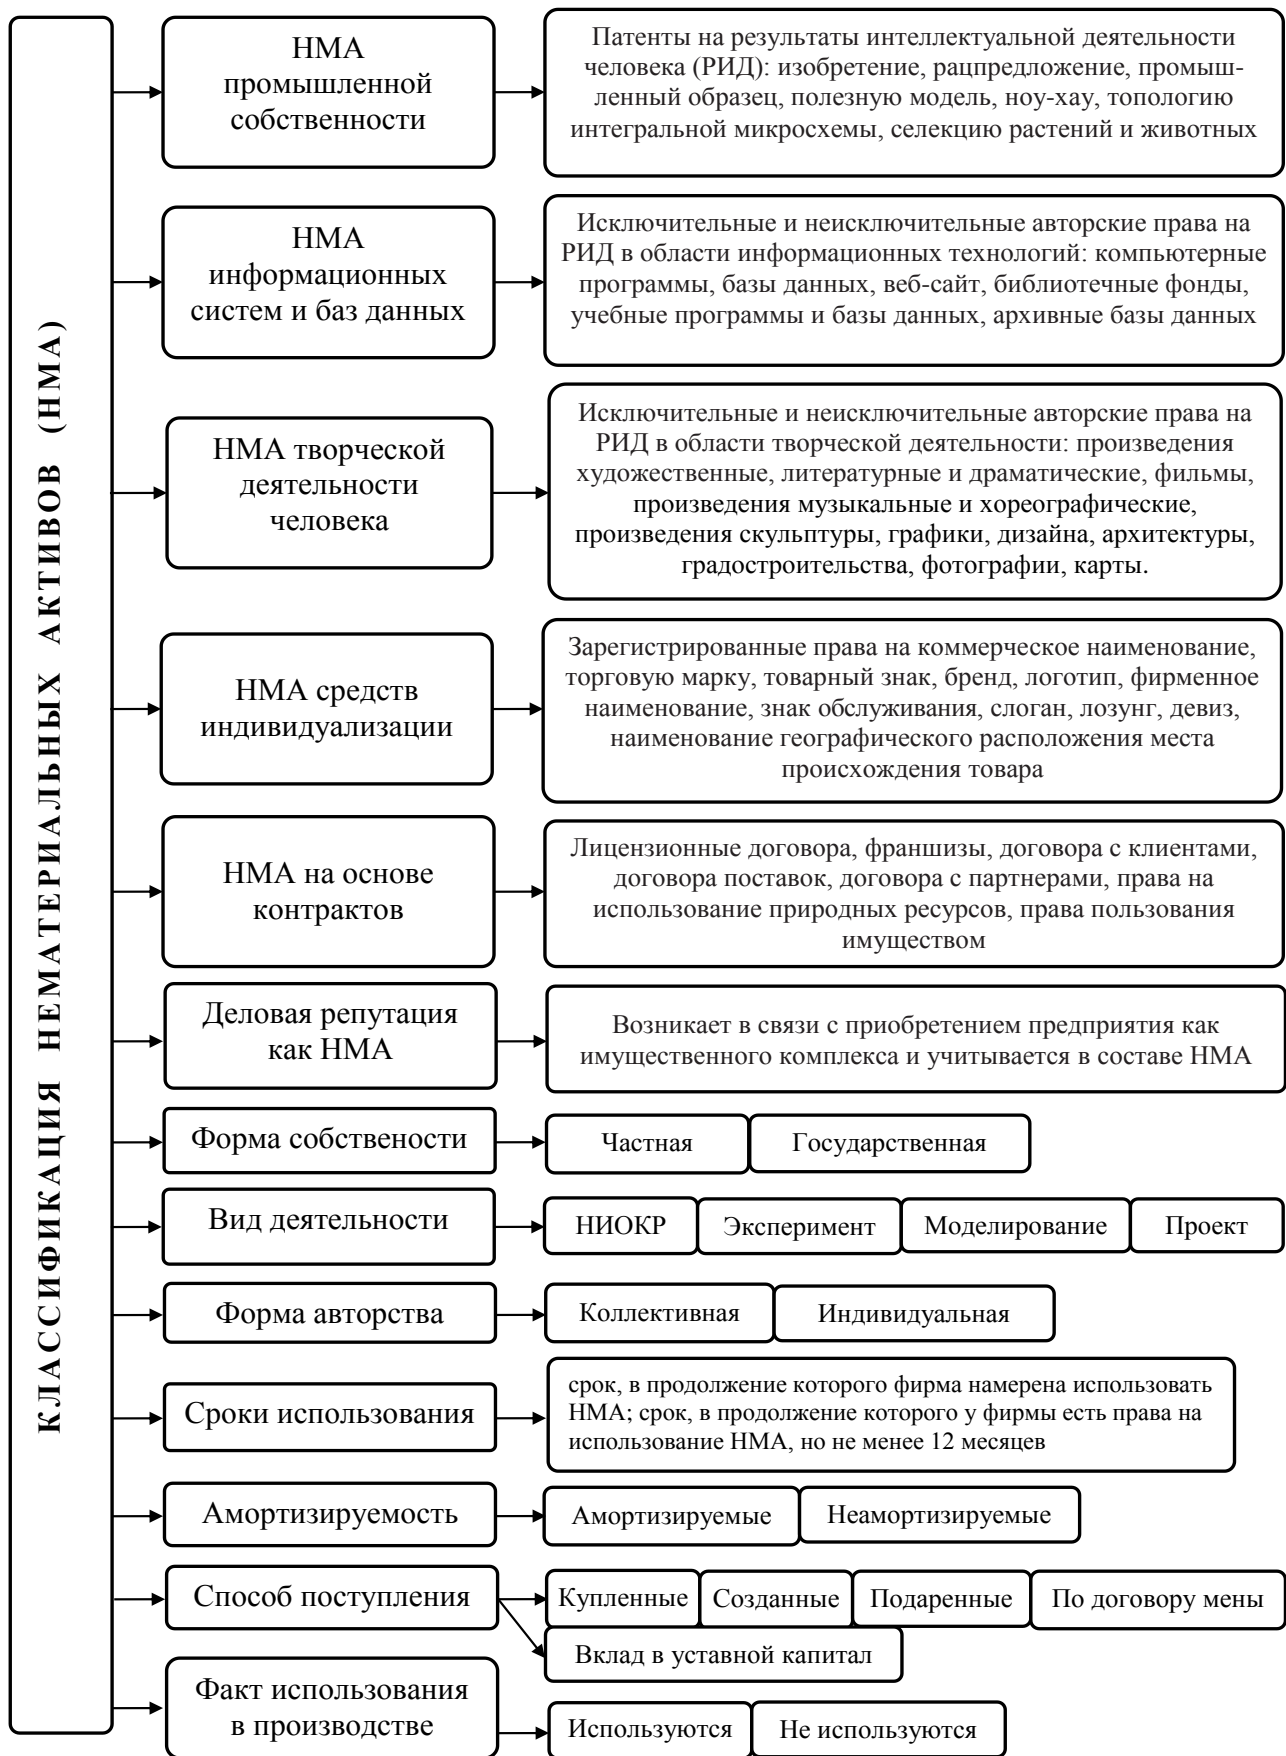 КЛАССИФИКАЦИЯ НЕМАТЕРИАЛЬНЫХ АКТИВОВ (НМА)
НМА
промышленной
собственности
Патенты на результаты интеллектуальной деятельности
человека (РИД): изобретение, рацпредложение, промыш-
ленный образец, полезную модель, ноу-хау, топологию
интегральной микросхемы, селекцию растений и животных
НМА
информационных
систем и баз данных
Исключительные и неисключительные авторские права на
РИД в области информационных технологий: компьютерные
программы, базы данных, веб-сайт, библиотечные фонды,
учебные программы и базы данных, архивные базы данных
НМА творческой
деятельности
человека
Исключительные и неисключительные авторские права на
РИД в области творческой деятельности: произведения
художественные, литературные и драматические, фильмы,
произведения музыкальные и хореографические,
произведения скульптуры, графики, дизайна, архитектуры,
градостроительства, фотографии, карты.
НМА средств
индивидуализации
Зарегистрированные права на коммерческое наименование,
торговую марку, товарный знак, бренд, логотип, фирменное
наименование, знак обслуживания, слоган, лозунг, девиз,
наименование географического расположения места
происхождения товара
НМА на основе
контрактов
Лицензионные договора, франшизы, договора с клиентами,
договора поставок, договора с партнерами, права на
использование природных ресурсов, права пользования
имуществом
Деловая репутация
как НМА
Возникает в связи с приобретением предприятия как
имущественного комплекса и учитывается в составе НМА
Форма собствености
Частная
Государственная
Вид деятельности
НИОКР
Эксперимент
Моделирование
Проект
Форма авторства
Коллективная
Индивидуальная
Сроки использования
срок, в продолжение которого фирма намерена использовать
НМА; срок, в продолжение которого у фирмы есть права на
использование НМА, но не менее 12 месяцев
Амортизируемость
Амортизируемые
Неамортизируемые
Способ поступления
Купленные
Созданные
Подаренные
По договору мены
Вклад в уставной капитал
Факт использования
в производстве
Используются
Не используются